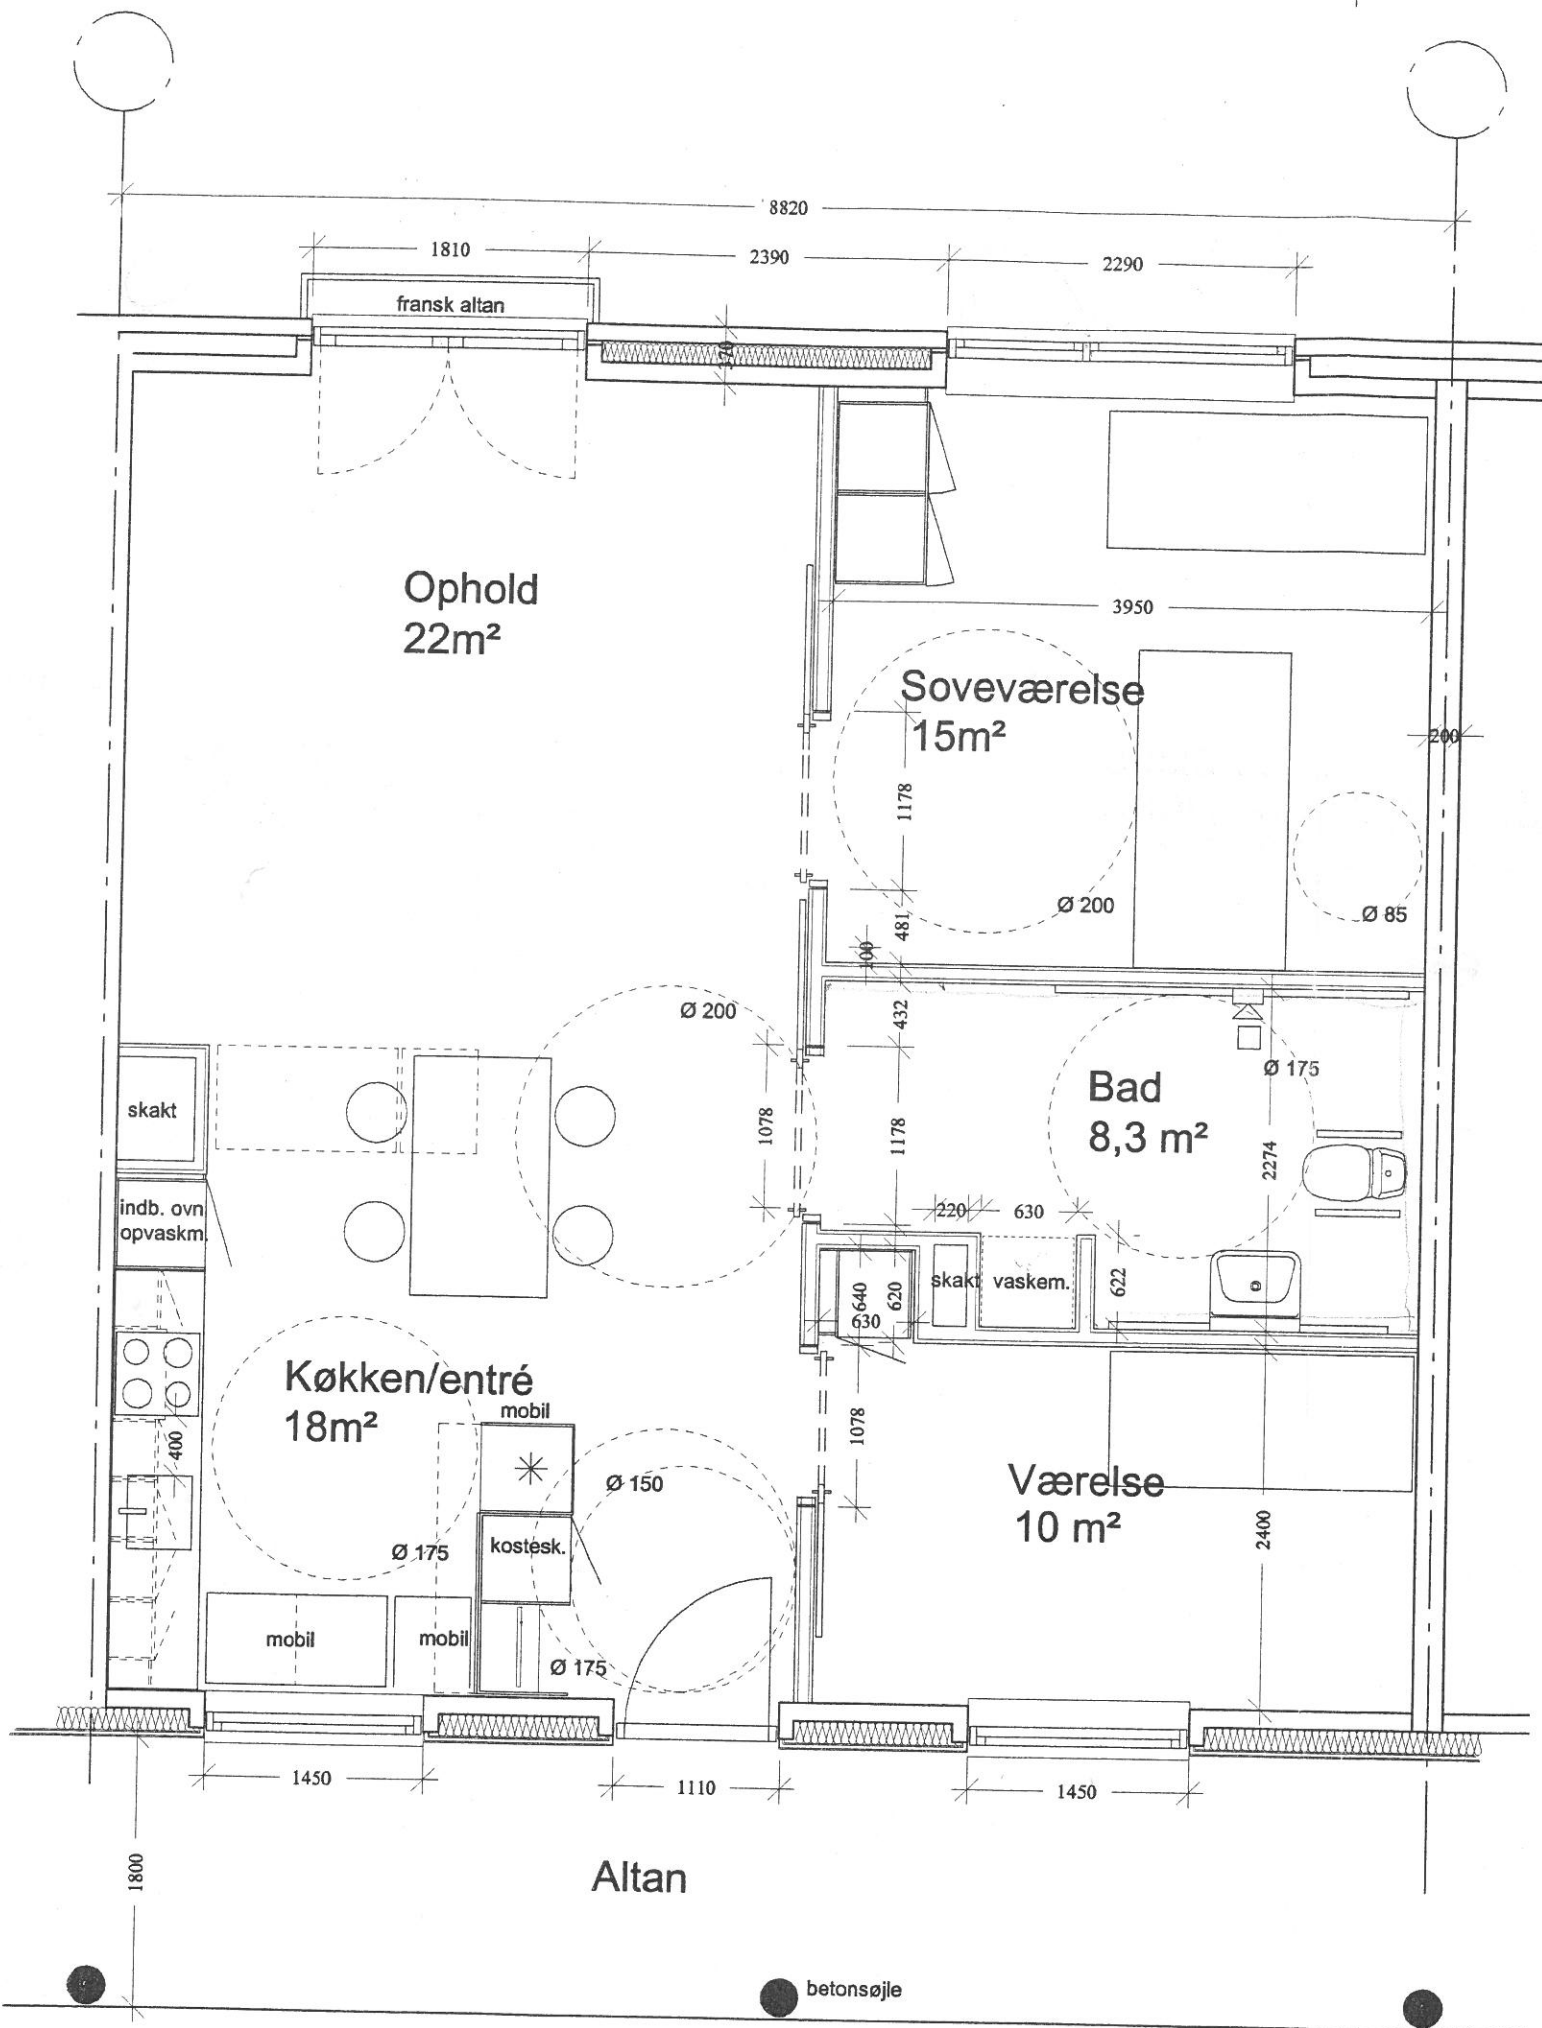 8820
1810
2390
2290
fransk altan
370
Ophold
22m²
3950
Soveværelse
15m²
200
1178
Ø 200
Ø 85
481
100
432
Ø 200
skakt
1078
1178
Bad
8,3 m²
Ø 175
2274
indb. ovn
opvaskm.
220
630
skakt
vaskem.
622
640
620
630
Køkken/entré
18m²
mobil
400
1078
Ø 150
Værelse
10 m²
2400
kostesk.
Ø 175
mobil
mobil
Ø 175
1450
1110
1450
1800
Altan
betonsøjle